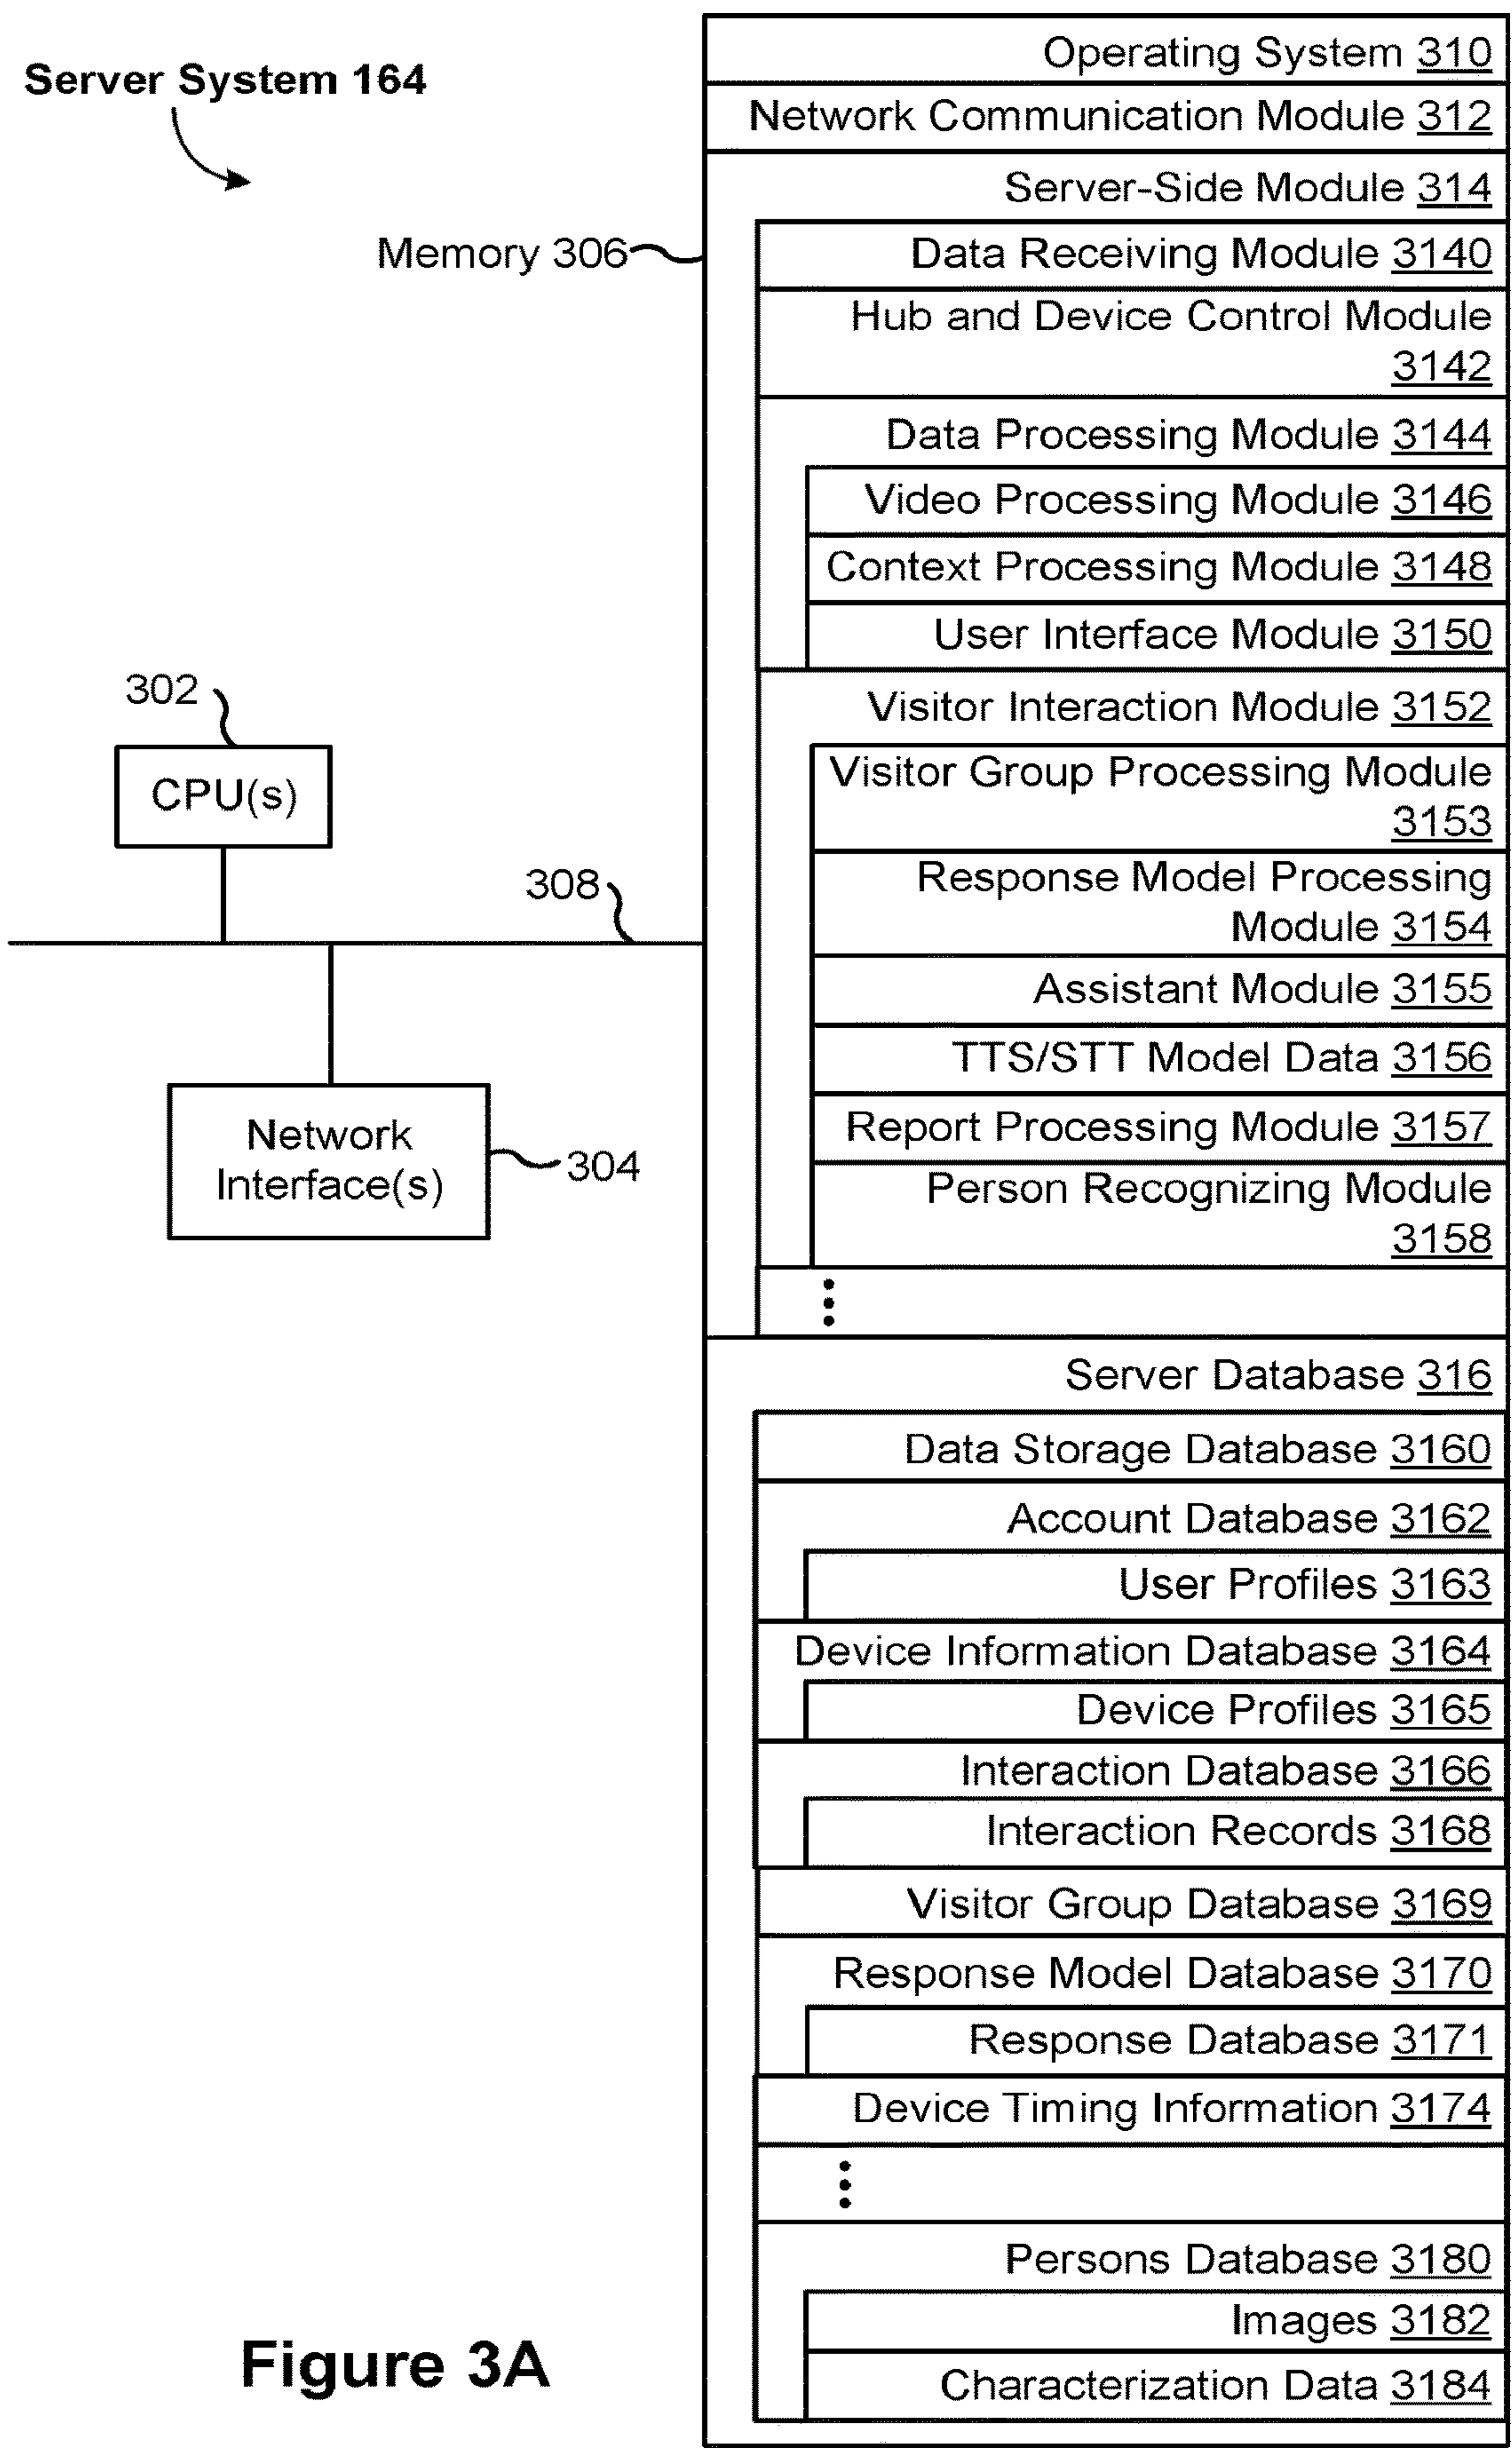 Server System 164
Operating System 310
Network Communication Module 312
Server-Side Module 314
Memory 306
Data Receiving Module 3140
Hub and Device Control Module
3142
Data Processing Module 3144
Video Processing Module 3146
Context Processing Module 3148
User Interface Module 3150
Visitor Interaction Module 3152
Visitor Group Processing Module
3153
Response Model Processing
Module 3154
Assistant Module 3155
TTS/STT Model Data 3156
Report Processing Module 3157
Person Recognizing Module
3158
302
CPU(s)
308
Network
Interface(s)
304
Server Database 316
Data Storage Database 3160
Account Database 3162
User Profiles 3163
Device Information Database 3164
Device Profiles 3165
Interaction Database 3166
Interaction Records 3168
Visitor Group Database 3169
Response Model Database 3170
Response Database 3171
Device Timing Information 3174
Persons Database 3180
Images 3182
Characterization Data 3184
Figure 3A